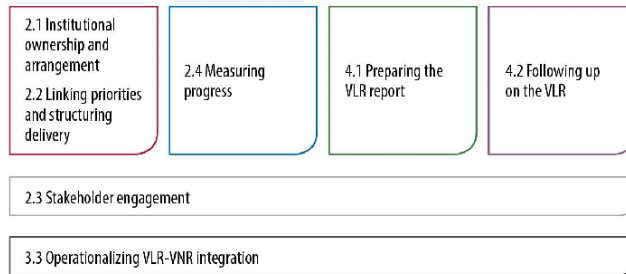 2.1 Institutional
ownership and
arrangement
2.2 Linking priorities
and structuring
delivery
2.4 Measuring
progress
4.1 Preparing the
VLR report
4.2 Following up
on the VLR
2.3 Stakeholder engagement
3.3 Operationalizing VLR-VNR integration